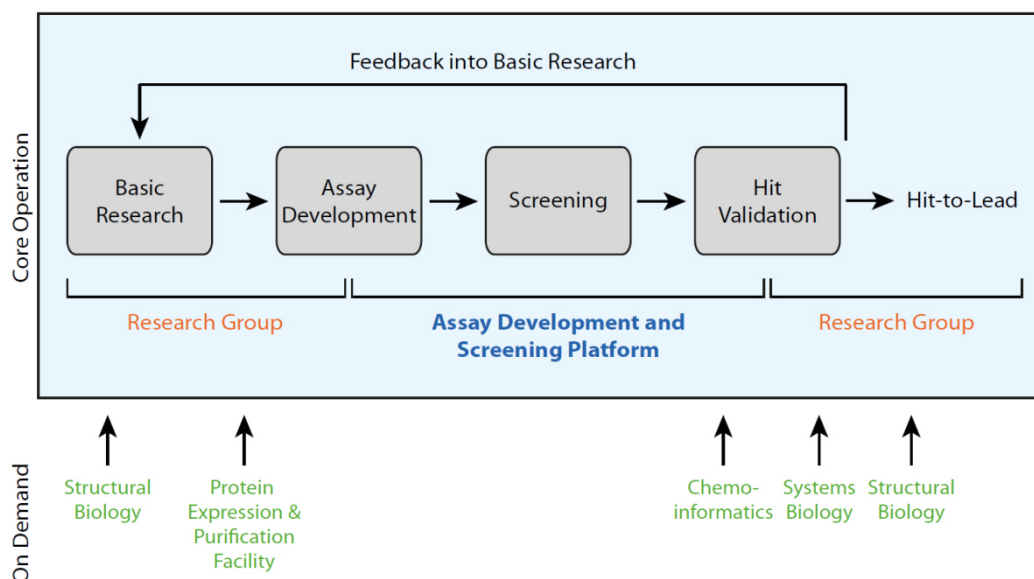 Core Operation
Feedback into Basic Research
Basic
Research
Assay
Development
Screening
Hit
Validation
Hit-to-Lead
Research Group
Assay Development and
Screening Platform
Research Group
On Demand
Structural
Biology
Protein
Expression &
Purification
Facility
Chemo-
informatics
Systems
Biology
Structural
Biology